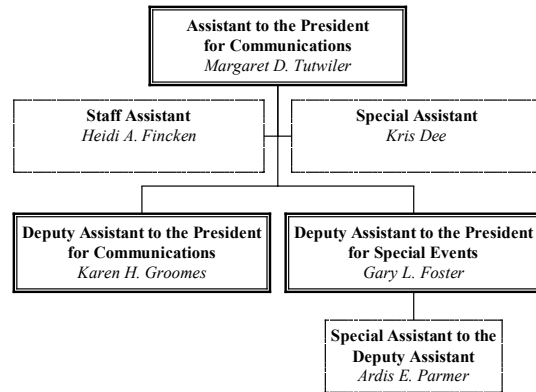 Assistant to the President
for Communications
Margaret D. Tutwiler
Staff Assistant
Heidi A. Fincken
Special Assistant
Kris Dee
Deputy Assistant to the President
for Communications
Karen H. Groomes
Deputy Assistant to the President
for Special Events
Gary L. Foster
Special Assistant to the
Deputy Assistant
Ardis E. Parmer